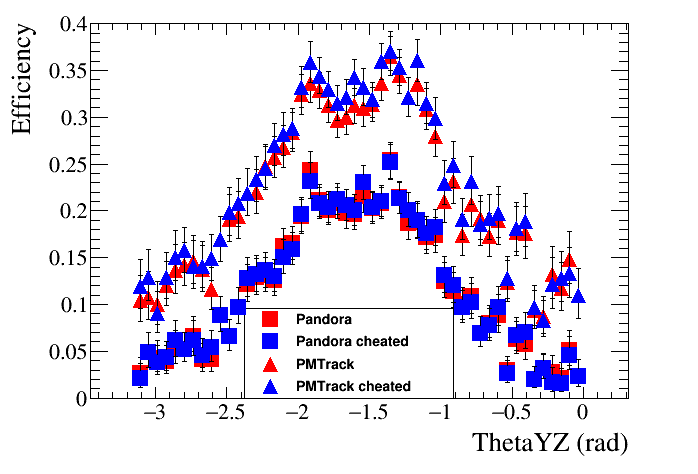 Efficiency
0.4
0.35
0.3
0.25
0.2
0.15
0.1
0.05
0
Pandora
Pandora cheated
PMTrack
PMTrack cheated
−3 −2.5 −2 −1.5 −1 −0.5 0
ThetaYZ (rad)